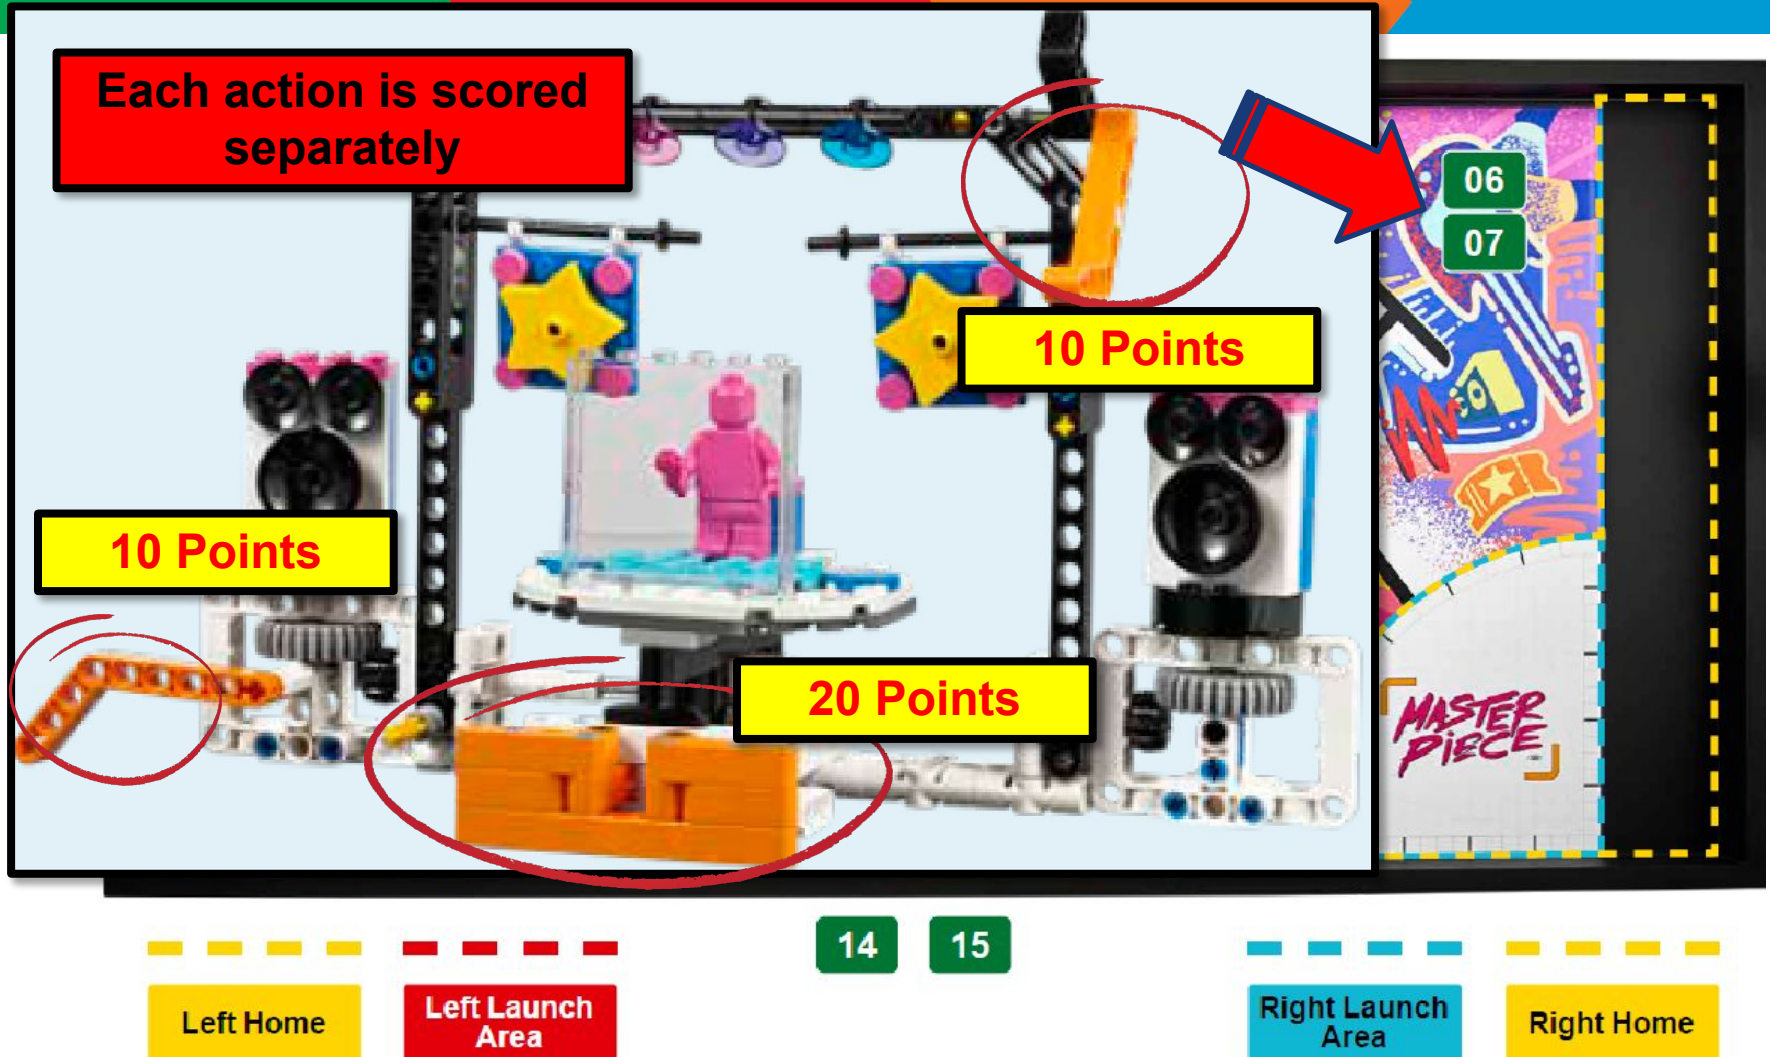 Each action is scored
separately
06
07
10 Points
10 Points
20 Points
MASTER
PIECE
14 15
Left Home
Left Launch
Area
Right Launch
Area
Right Home